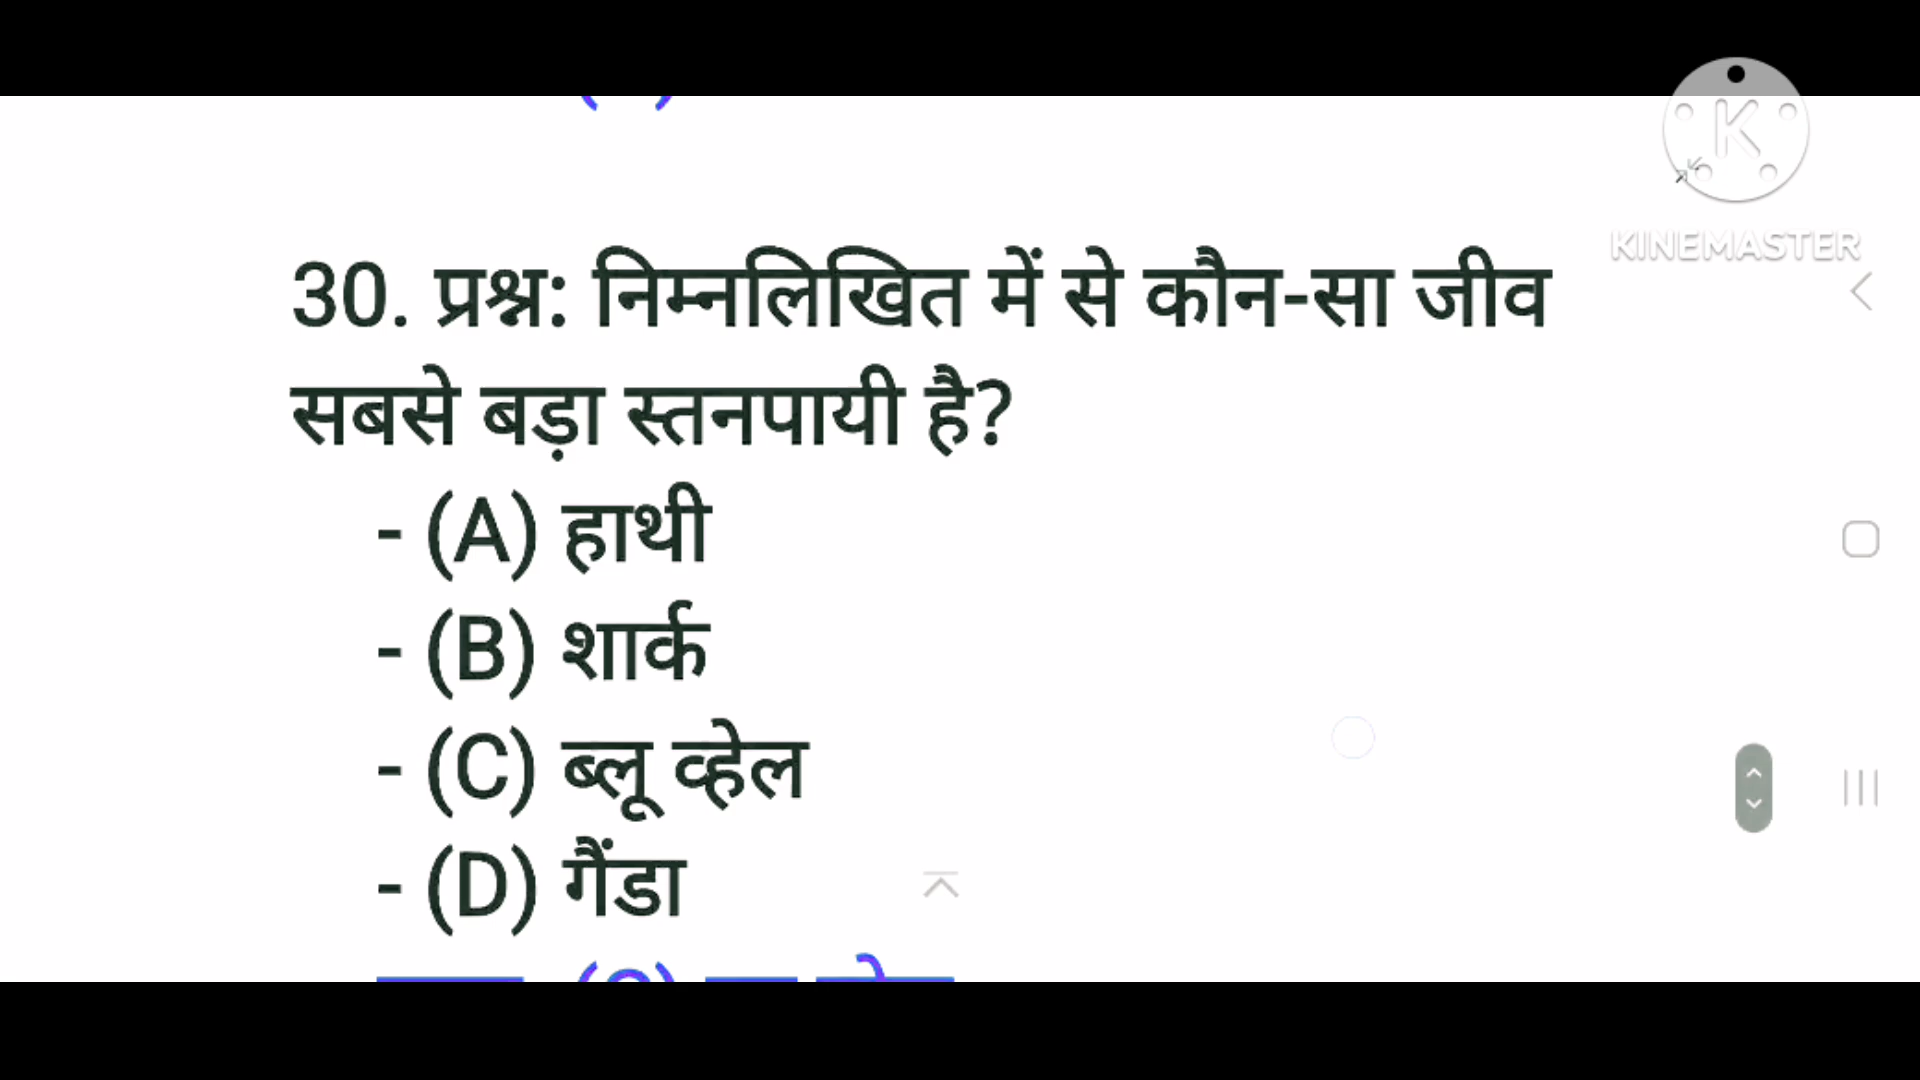 K
KINEMASTER
30. प्रश्न: निम्नलिखित में से कौन-सा जीव
सबसे बड़ा स्तनपायी है?
- (A) हाथी
- (B) शार्क
- (C) ब्लू व्हेल
- (D) गैंडा